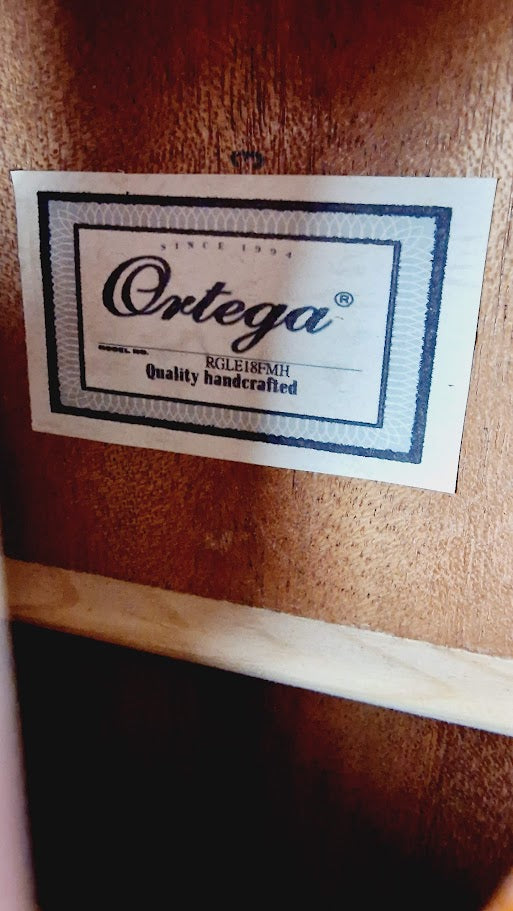 SINCE 1994
Ortega®
MODEL NO. RGLE18FMH
Quality handcrafted